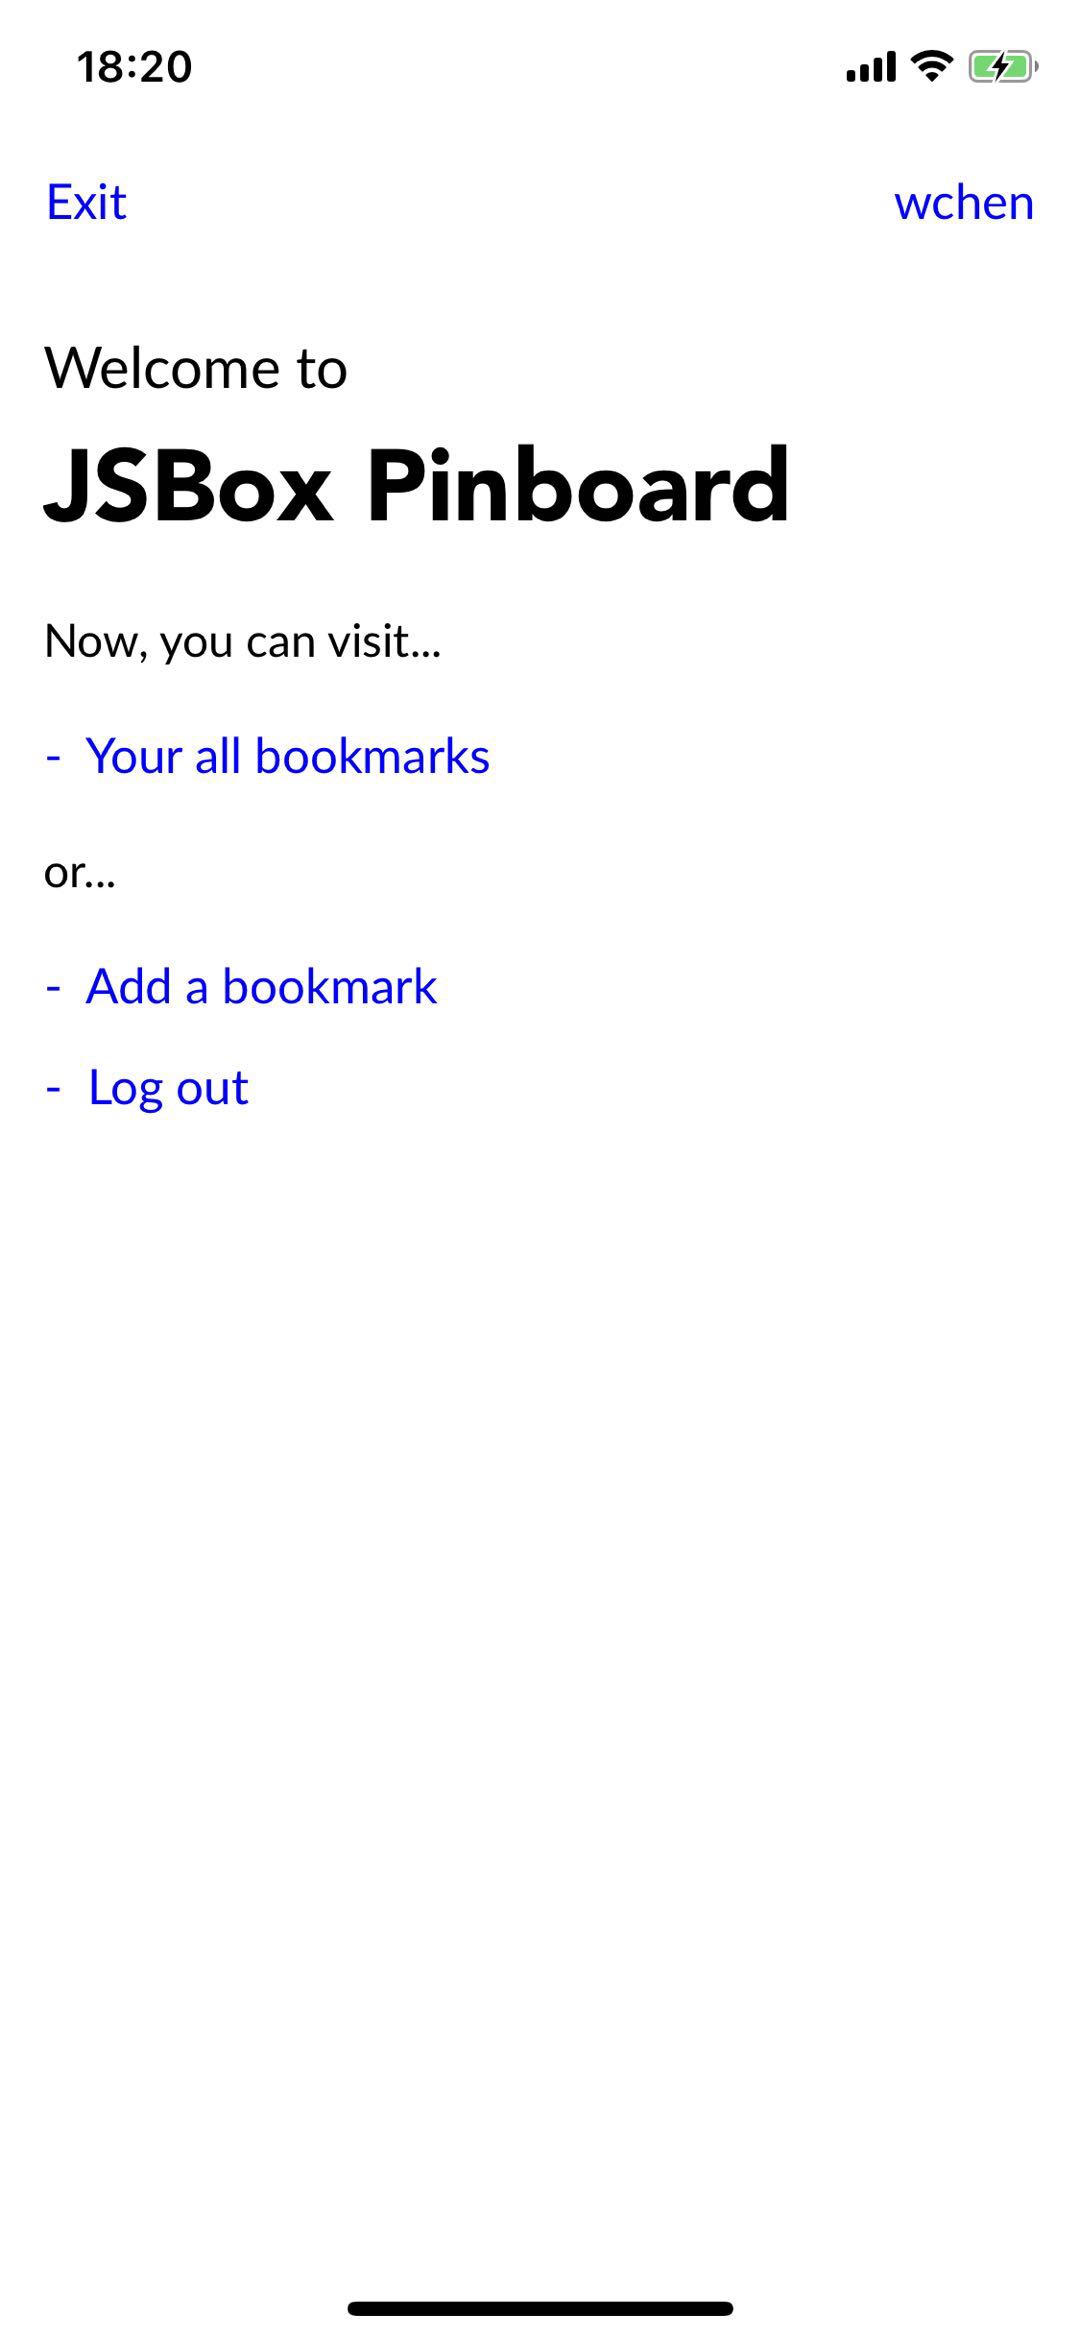 18:20
Exit wchen
Welcome to
JSBox Pinboard
Now, you can visit...
- Your all bookmarks
or...
- Add a bookmark
- Log out